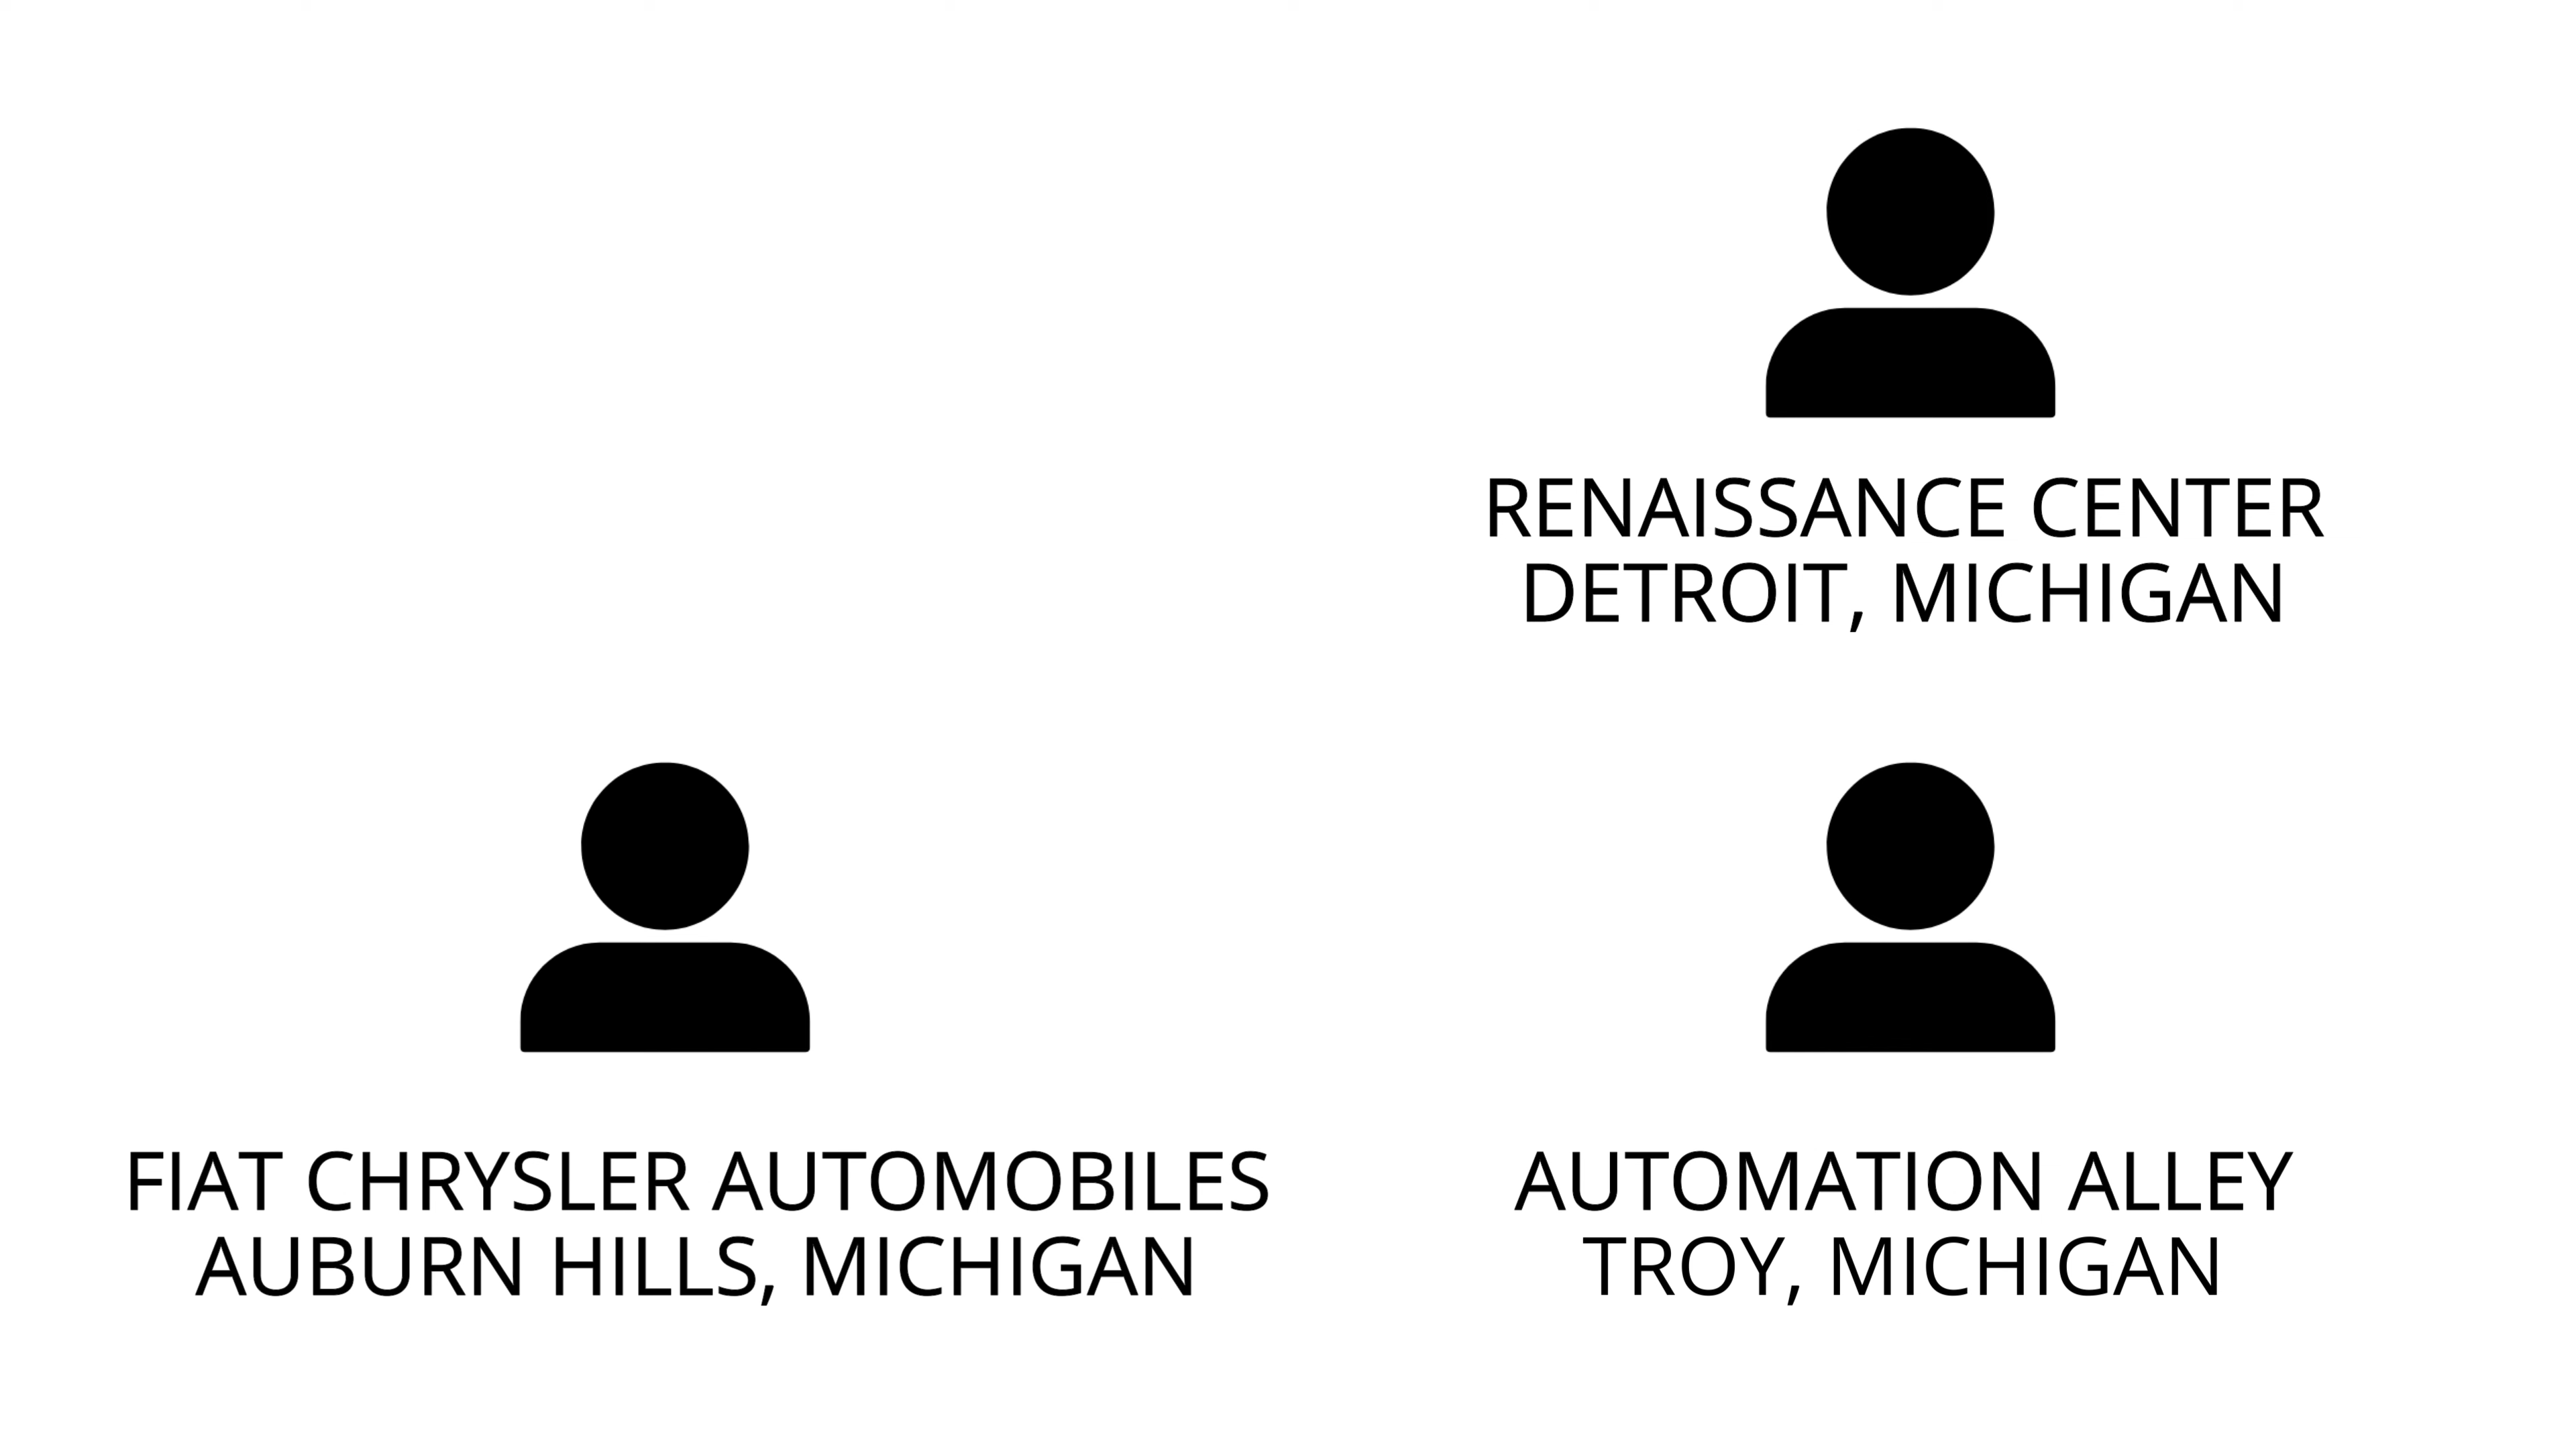 RENAISSANCE CENTER
DETROIT, MICHIGAN
FIAT CHRYSLER AUTOMOBILES
AUBURN HILLS, MICHIGAN
AUTOMATION ALLEY
TROY, MICHIGAN